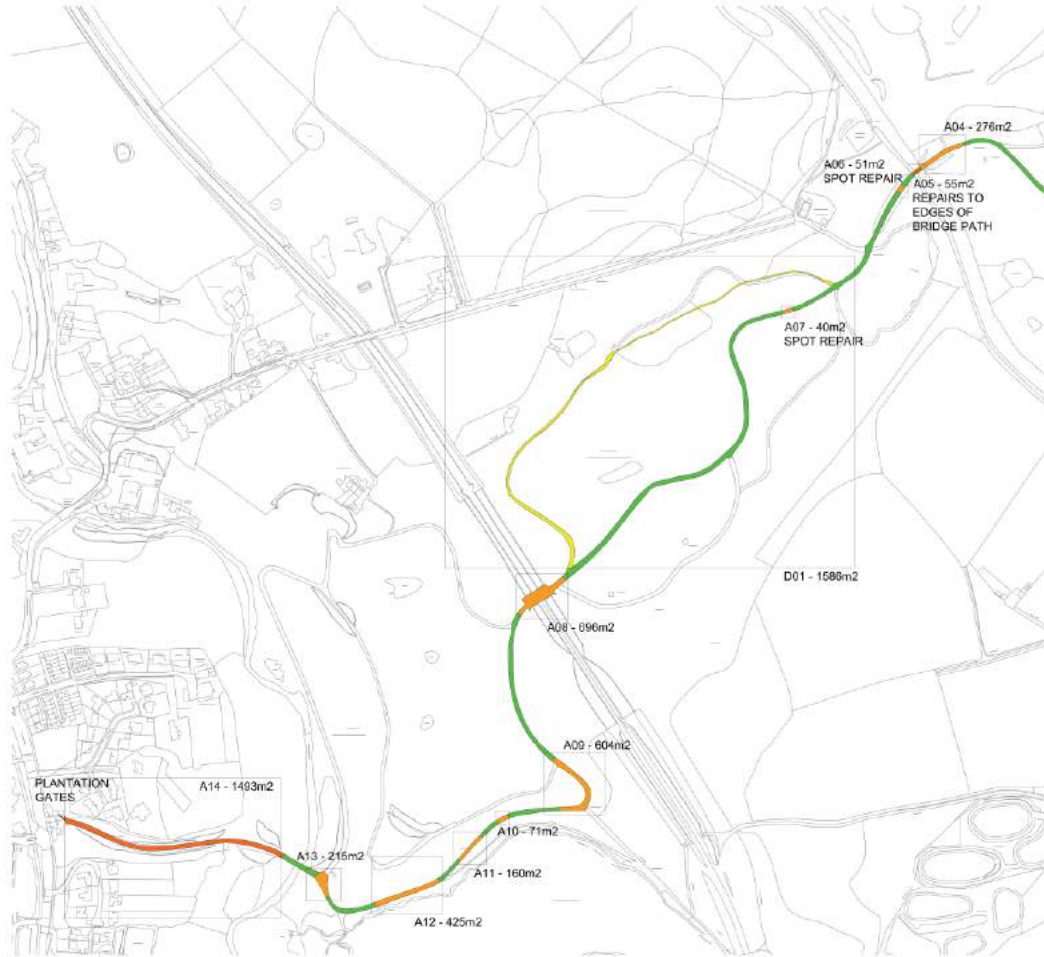 A04 - 276m2
A06 - 51m2
SPOT REPAIR
A05 - 55m2
REPAIRS TO
EDGES OF
BRIDGE PATH
A07 - 40m2
SPOT REPAIR
D01 - 1586m2
A08 - 696m2
A09 - 604m2
PLANTATION
GATES
A14 - 1493m2
A10 - 71m2
A13 - 215m2
A11 - 160m2
A12 - 425m2